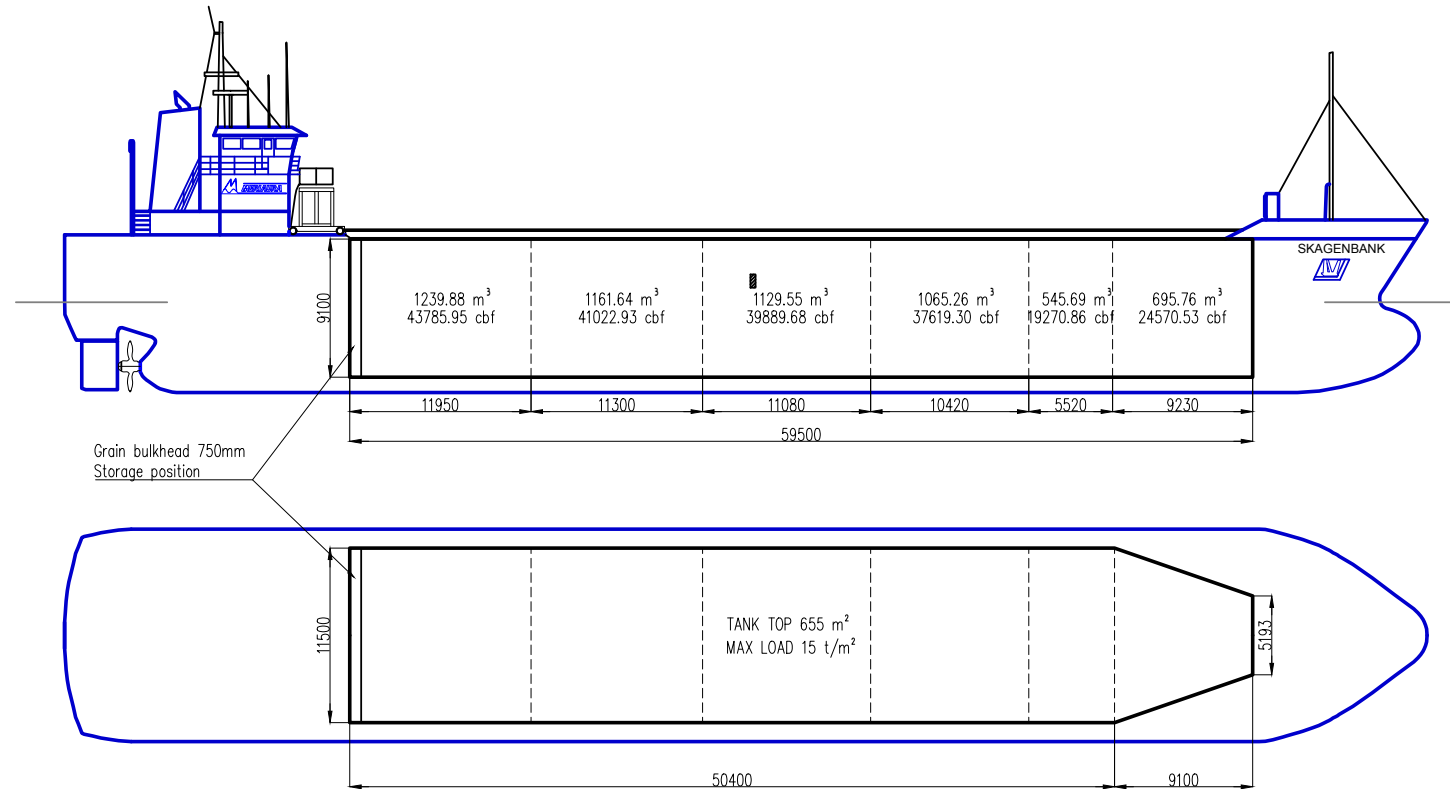 MERIAURA
SKAGENBANK
1239.88 m³
43785.95 cbf
1161.64 m³
41022.93 cbf
1129.55 m³
39889.68 cbf
1065.26 m³
37619.30 cbf
545.69 m³
19270.86 cbf
695.76 m³
24570.53 cbf
9100
11950
11300
11080
10420
5520
9230
59500
Grain bulkhead 750mm
Storage position
11500
TANK TOP 655 m²
MAX LOAD 15 t/m²
5193
50400
9100